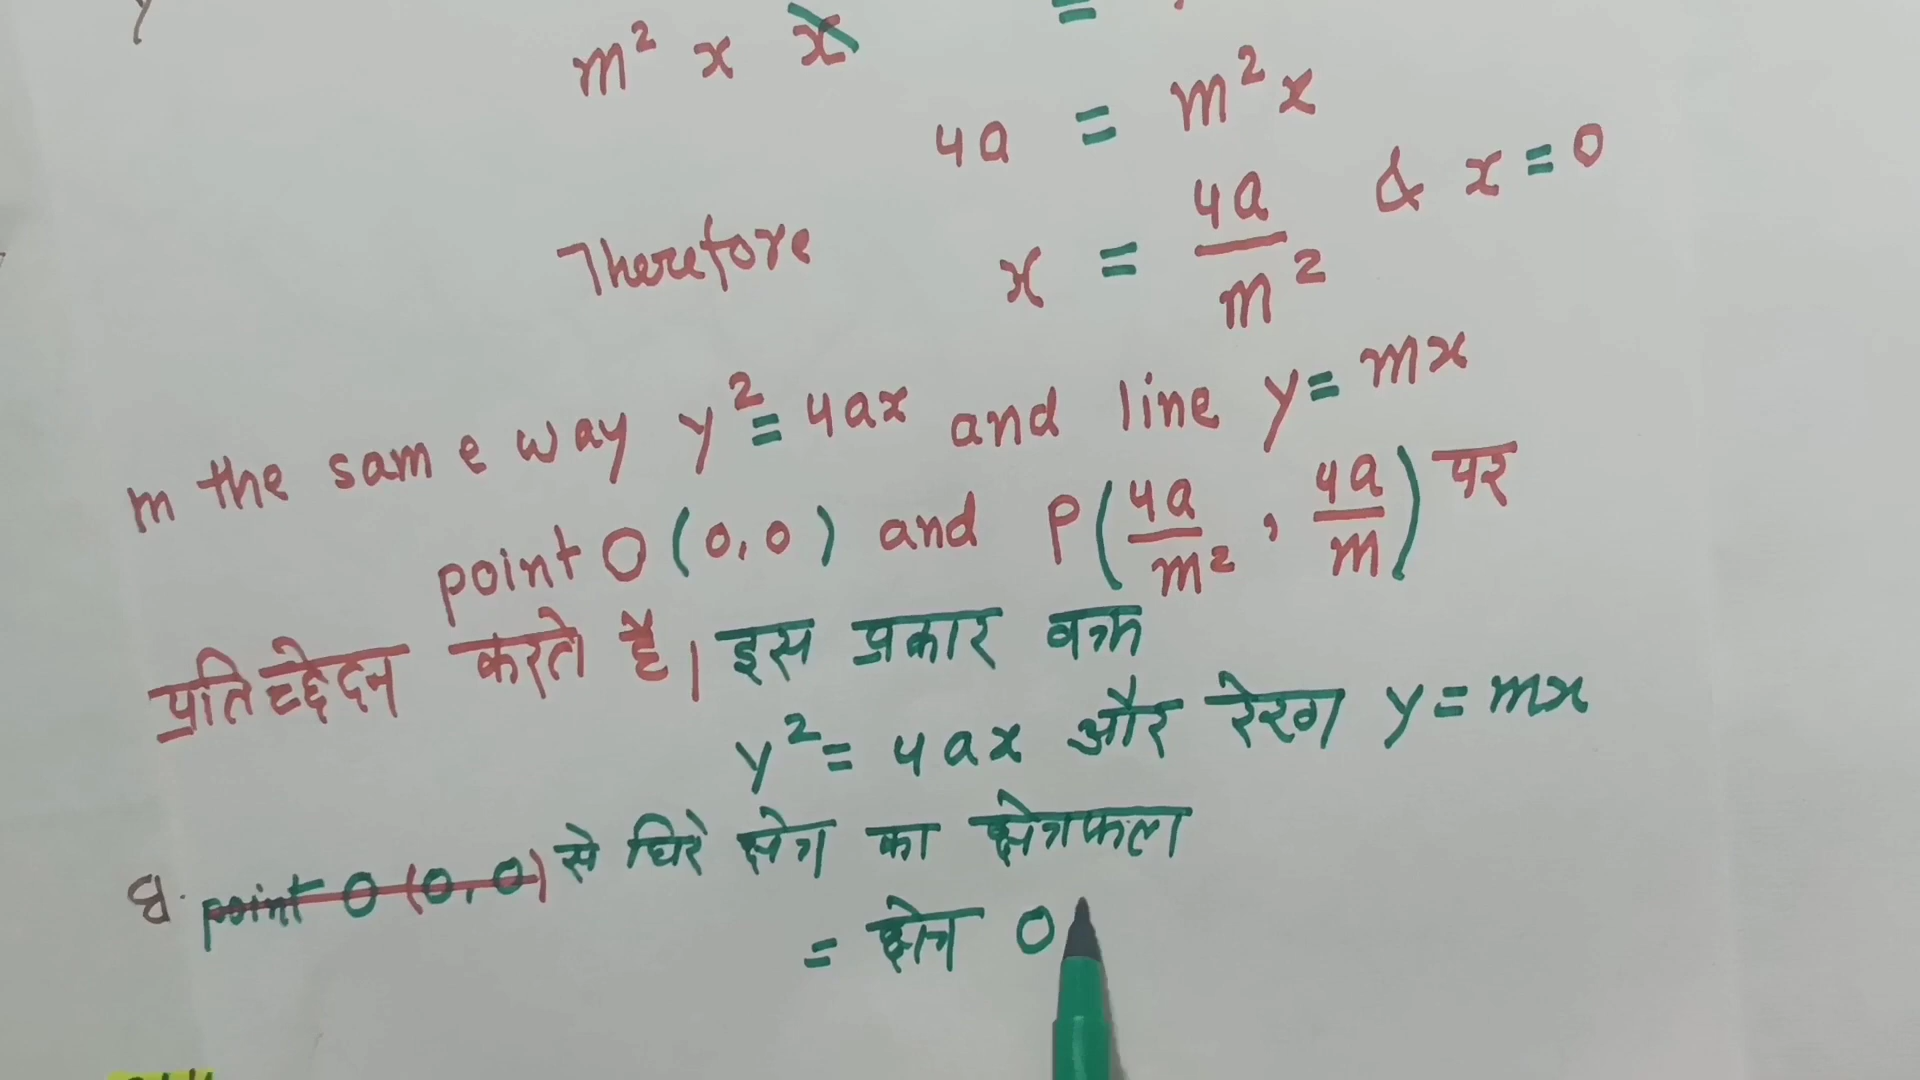 m² x x =
4a = m²x
Therefore x = 4a/m² & x = 0
m the same way y² = 4ax and line y = mx
point O (0,0) and P(4a/m², 4a/m) पर
प्रतिच्छेदन करते है। इस प्रकार वक्र
y² = 4ax और रेखा y = mx
point O (0,0) से घिरे क्षेत्र का क्षेत्रफल
= क्षेत्र O